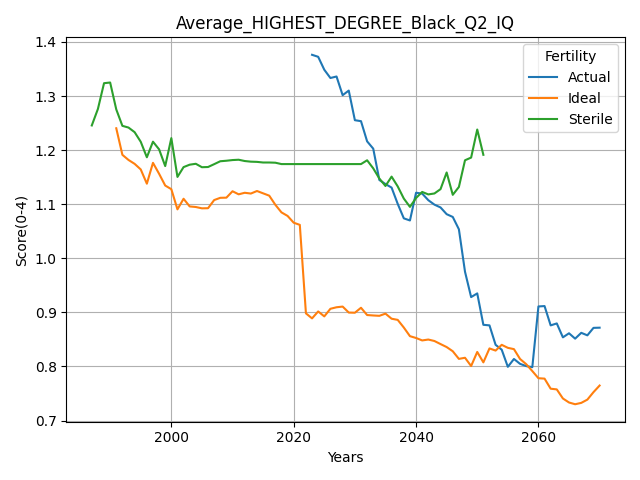 Average_HIGHEST_DEGREE_Black_Q2_IQ
Fertility
Actual
Ideal
Sterile
Score(0-4)
1.4
1.3
1.2
1.1
1.0
0.9
0.8
0.7
2000
2020
2040
2060
Years